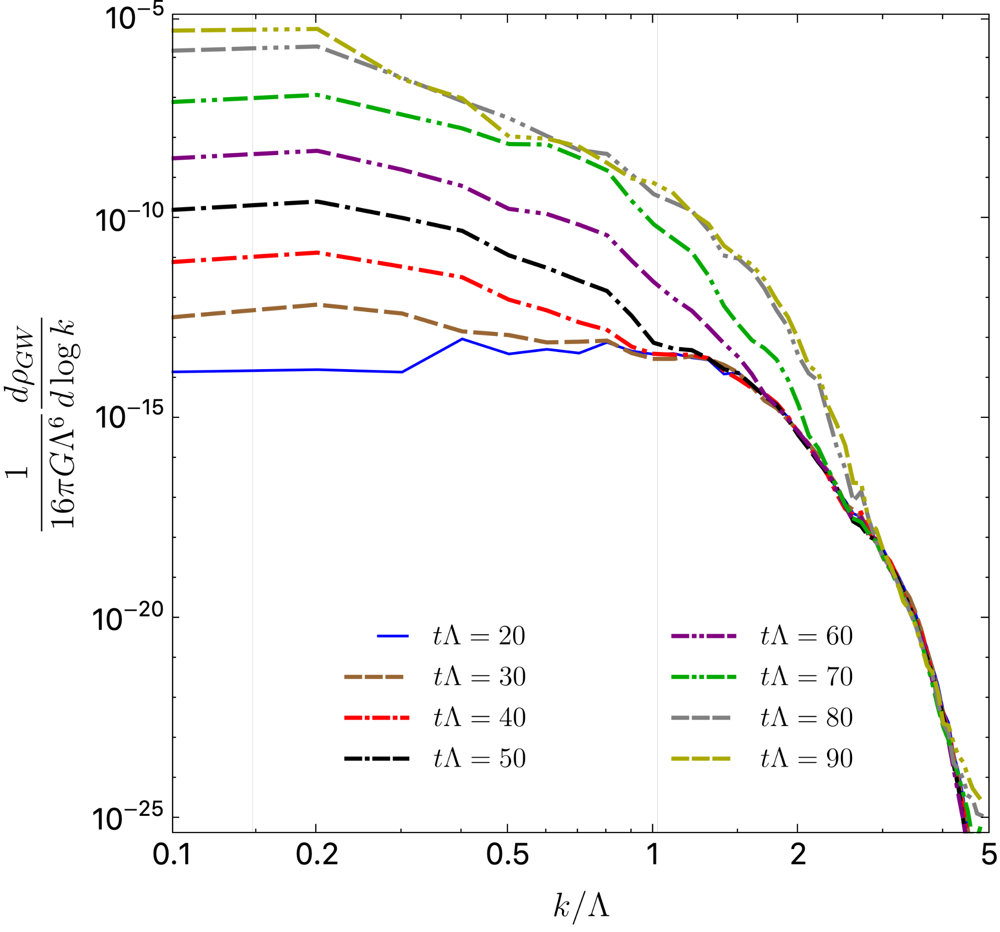 10⁻⁵
10⁻¹⁰
10⁻¹⁵
10⁻²⁰
10⁻²⁵
1/(16πGΛ⁶) dρ_GW/(d log k)
tΛ = 20
tΛ = 30
tΛ = 40
tΛ = 50
tΛ = 60
tΛ = 70
tΛ = 80
tΛ = 90
0.1 0.2 0.5 1 2 5
k/Λ